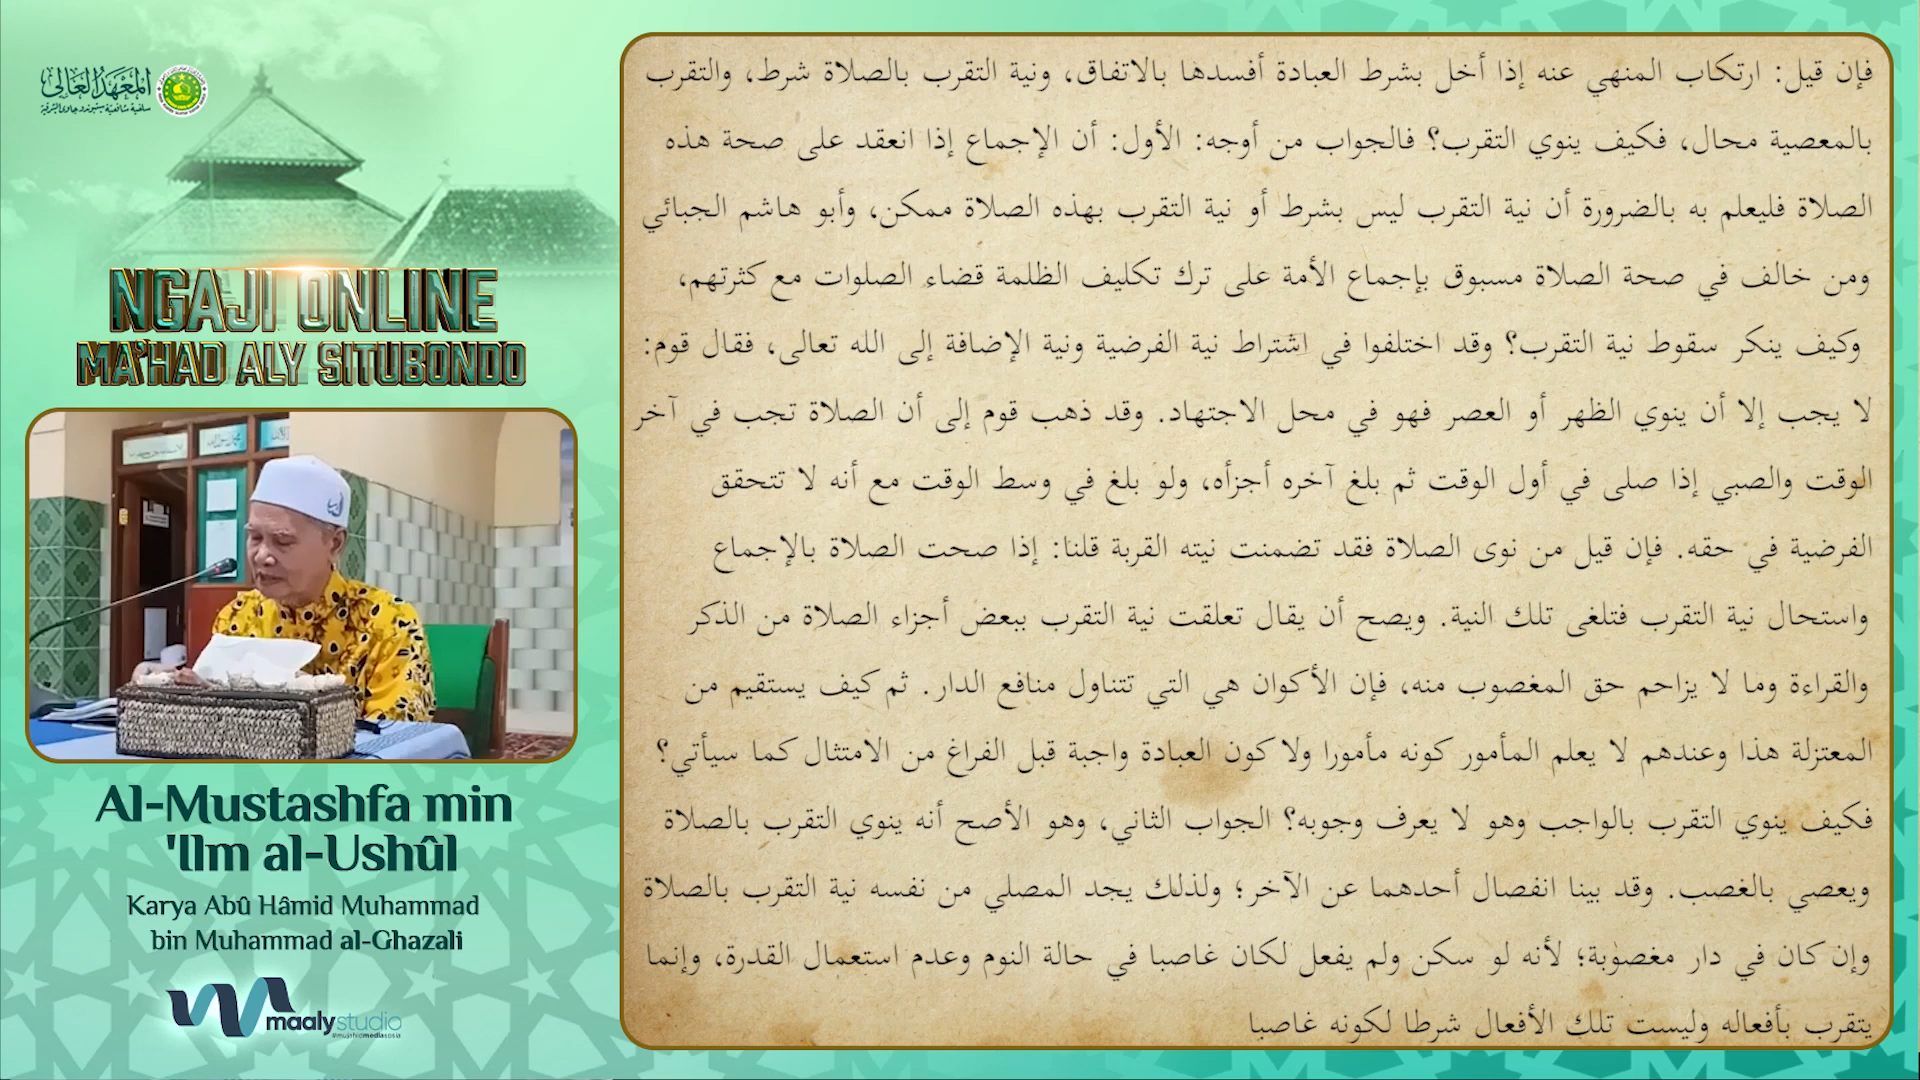 المعهد العالي
NGAJI ONLINE
MA'HAD ALY SITUBONDO
Al-Mustashfa min
'Ilm al-Ushûl
Karya Abû Hâmid Muhammad
bin Muhammad al-Ghazali
maalystudio
فإن قيل: ارتكاب المنهي عنه إذا أخل بشرط العبادة أفسدها بالاتفاق، ونية التقرب بالصلاة شرط، والتقرب
بالمعصية محال، فكيف ينوي التقرب؟ فالجواب من أوجه: الأول: أن الإجماع إذا انعقد على صحة هذه
الصلاة فليعلم به بالضرورة أن نية التقرب ليس بشرط أو نية التقرب بهذه الصلاة ممكن، وأبو هاشم الجبائي
ومن خالف في صحة الصلاة مسبوق بإجماع الأمة على ترك تكليف الظلمة قضاء الصلوات مع كثرتهم،
وكيف ينكر سقوط نية التقرب؟ وقد اختلفوا في اشتراط نية الفرضية ونية الإضافة إلى الله تعالى، فقال قوم:
لا يجب إلا أن ينوي الظهر أو العصر فهو في محل الاجتهاد. وقد ذهب قوم إلى أن الصلاة تجب في آخر
الوقت والصبي إذا صلى في أول الوقت ثم بلغ آخره أجزأه، ولو بلغ في وسط الوقت مع أنه لا تتحقق
الفرضية في حقه. فإن قيل من نوى الصلاة فقد تضمنت نيته القربة قلنا: إذا صحت الصلاة بالإجماع
واستحال نية التقرب فتلغى تلك النية. ويصح أن يقال تعلقت نية التقرب ببعض أجزاء الصلاة من الذكر
والقراءة وما لا يزاحم حق المغصوب منه، فإن الأكوان هي التي تتناول منافع الدار. ثم كيف يستقيم من
المعتزلة هذا وعندهم لا يعلم المأمور كونه مأمورا ولا كون العبادة واجبة قبل الفراغ من الامتثال كما سيأتي؟
فكيف ينوي التقرب بالواجب وهو لا يعرف وجوبه؟ الجواب الثاني، وهو الأصح أنه ينوي التقرب بالصلاة
ويعصي بالغصب. وقد بينا انفصال أحدهما عن الآخر؛ ولذلك يجد المصلي من نفسه نية التقرب بالصلاة
وإن كان في دار مغصوبة؛ لأنه لو سكن ولم يفعل لكان غاصبا في حالة النوم وعدم استعمال القدرة، وإنما
يتقرب بأفعاله وليست تلك الأفعال شرطا لكونه غاصبا